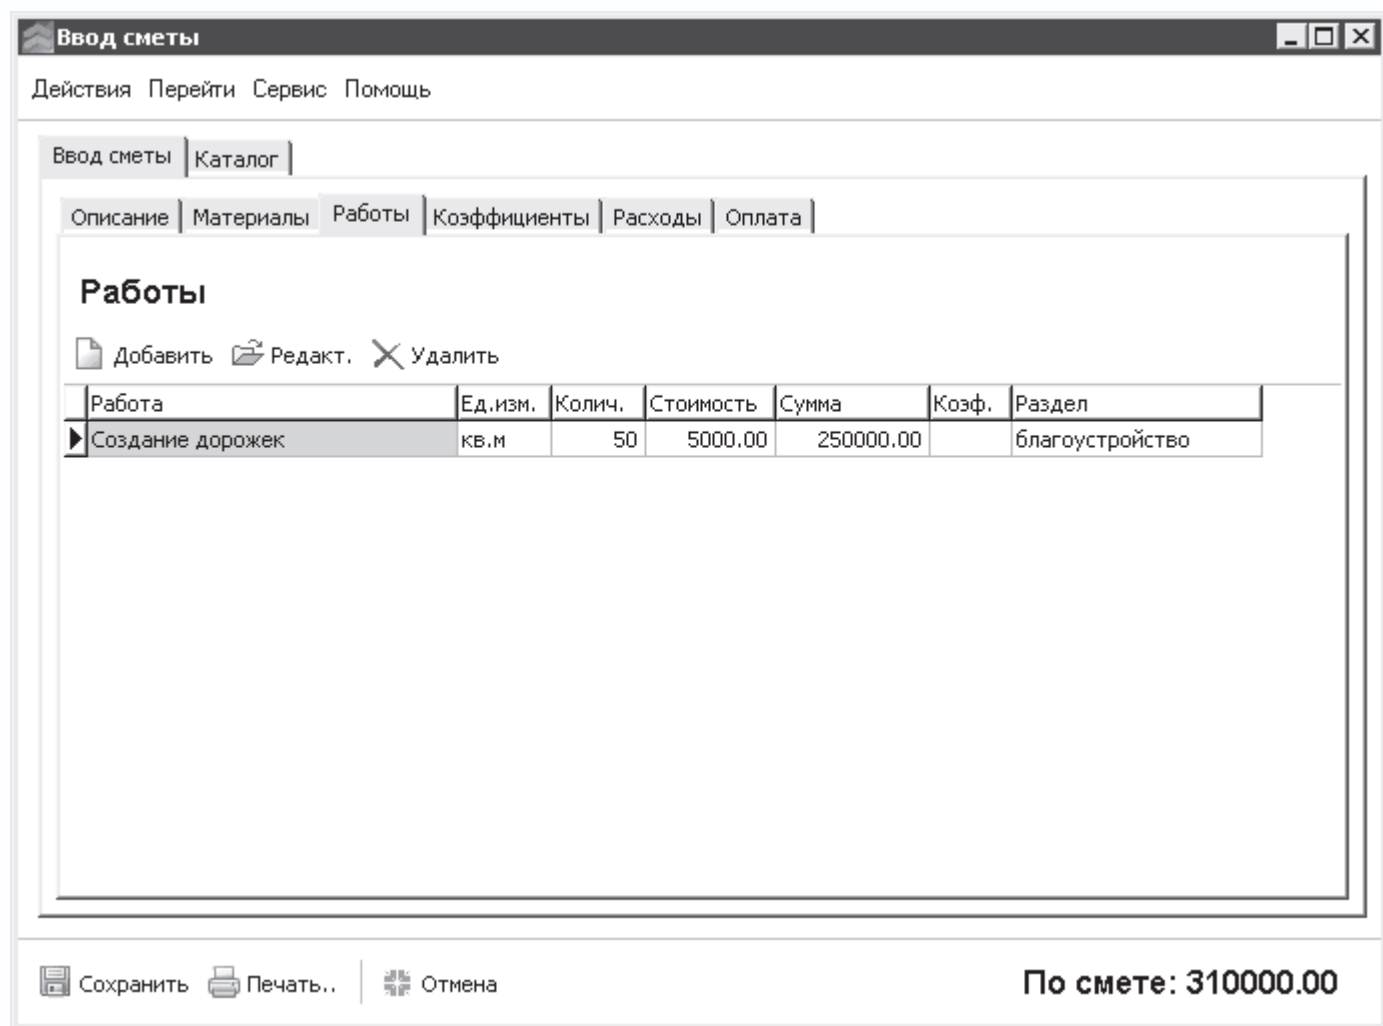 Ввод сметы
Действия Перейти Сервис Помощь
Ввод сметы Каталог
Описание Материалы Работы Коэффициенты Расходы Оплата
Работы
Добавить Редакт. Удалить
Работа Ед.изм. Колич. Стоимость Сумма Коэф. Раздел
Создание дорожек кв.м 50 5000.00 250000.00 благоустройство
Сохранить Печать.. Отмена По смете: 310000.00